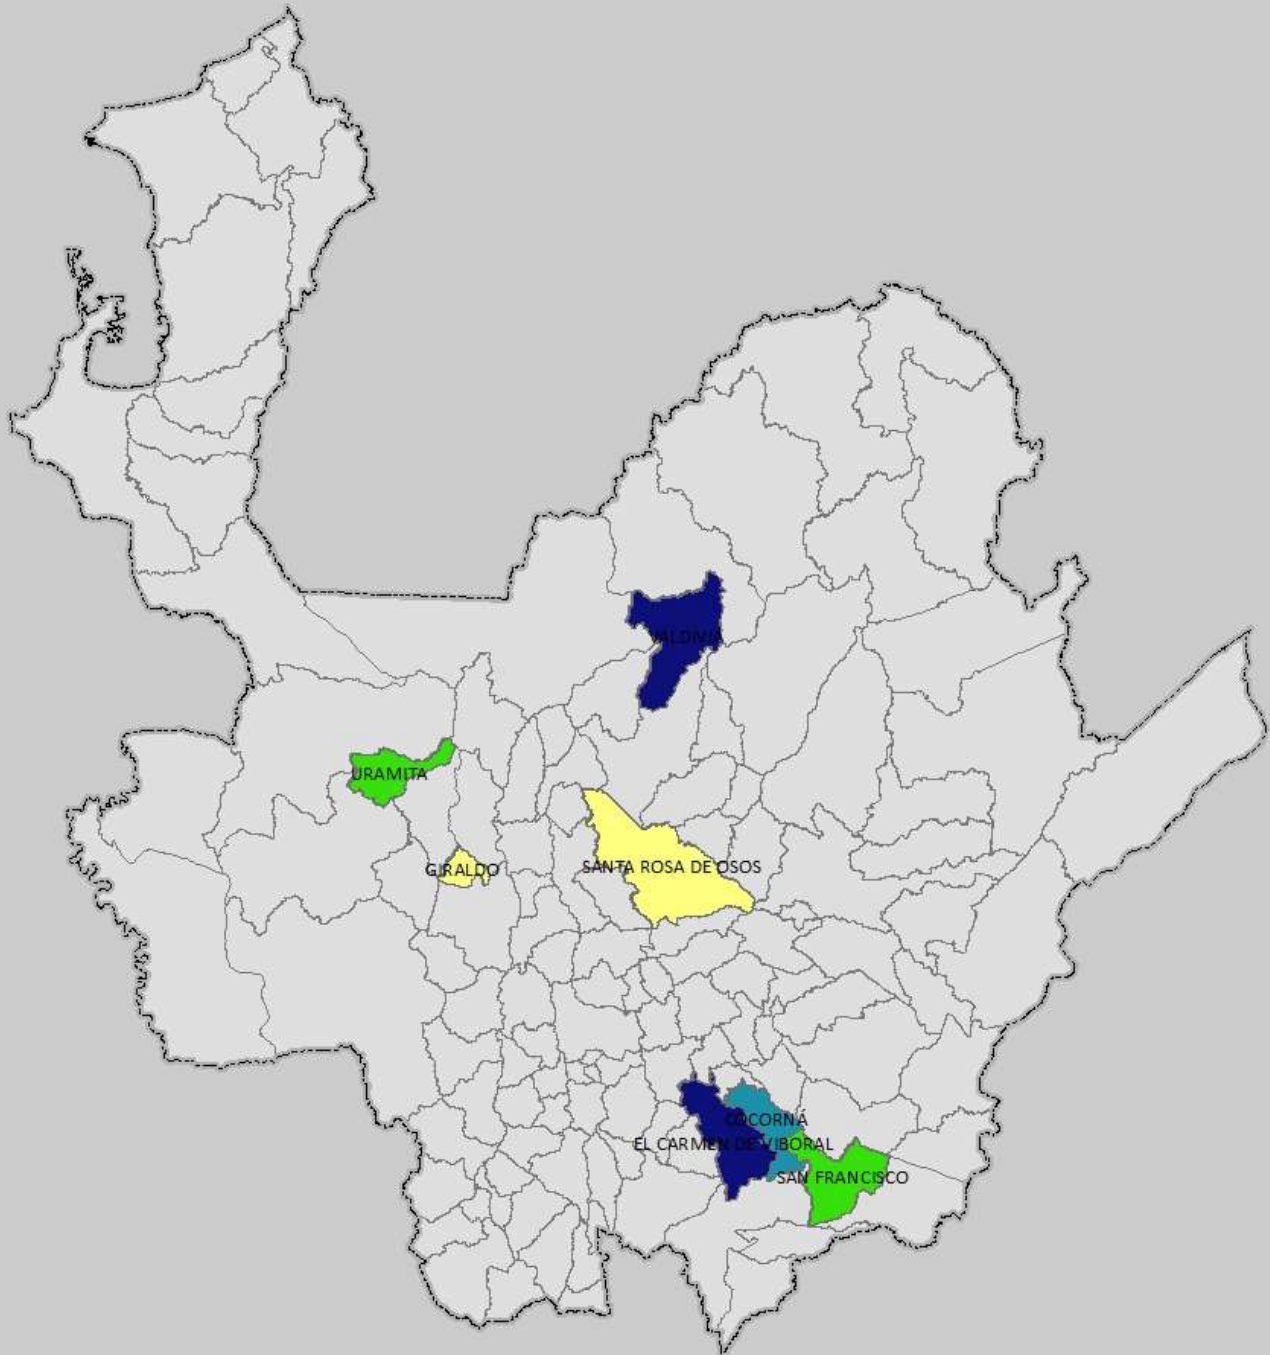 VALDIVIA
URAMITA
GIRALDO
SANTA ROSA DE OSOS
COCORNÁ
EL CARMEN DE VIBORAL
SAN FRANCISCO